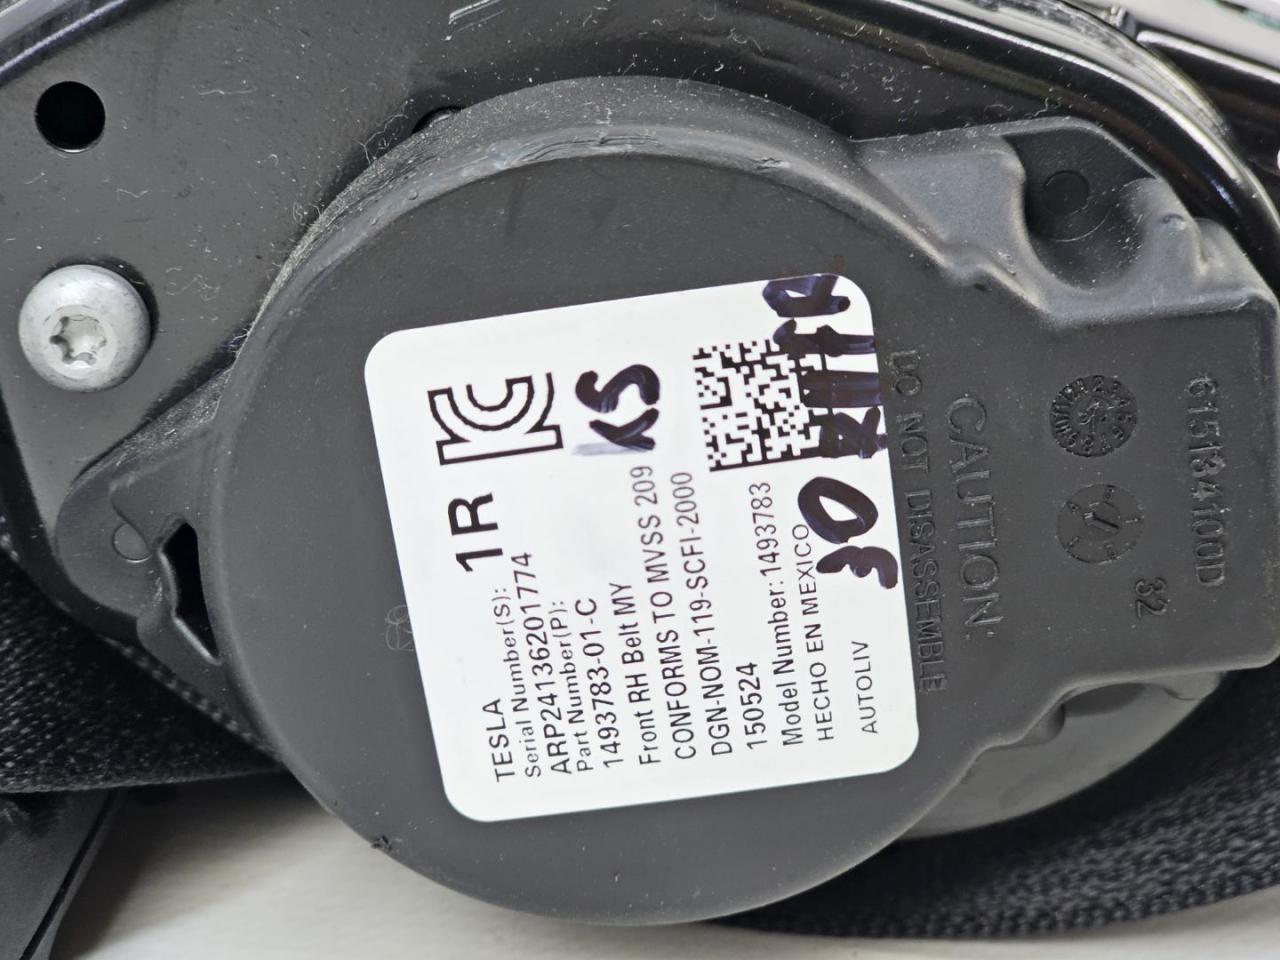 TESLA
1R
Serial Number(S):
ARP24136201774
Part Number(P):
1493783-01-C
Front RH Belt MY
CONFORMS TO MVSS 209
DGN-NOM-119-SCFI-2000
150524
Model Number:1493783
HECHO EN MEXICO
AUTOLIV
KS
30
DO NOT DISASSEMBLE
CAUTION:
32
615134100D